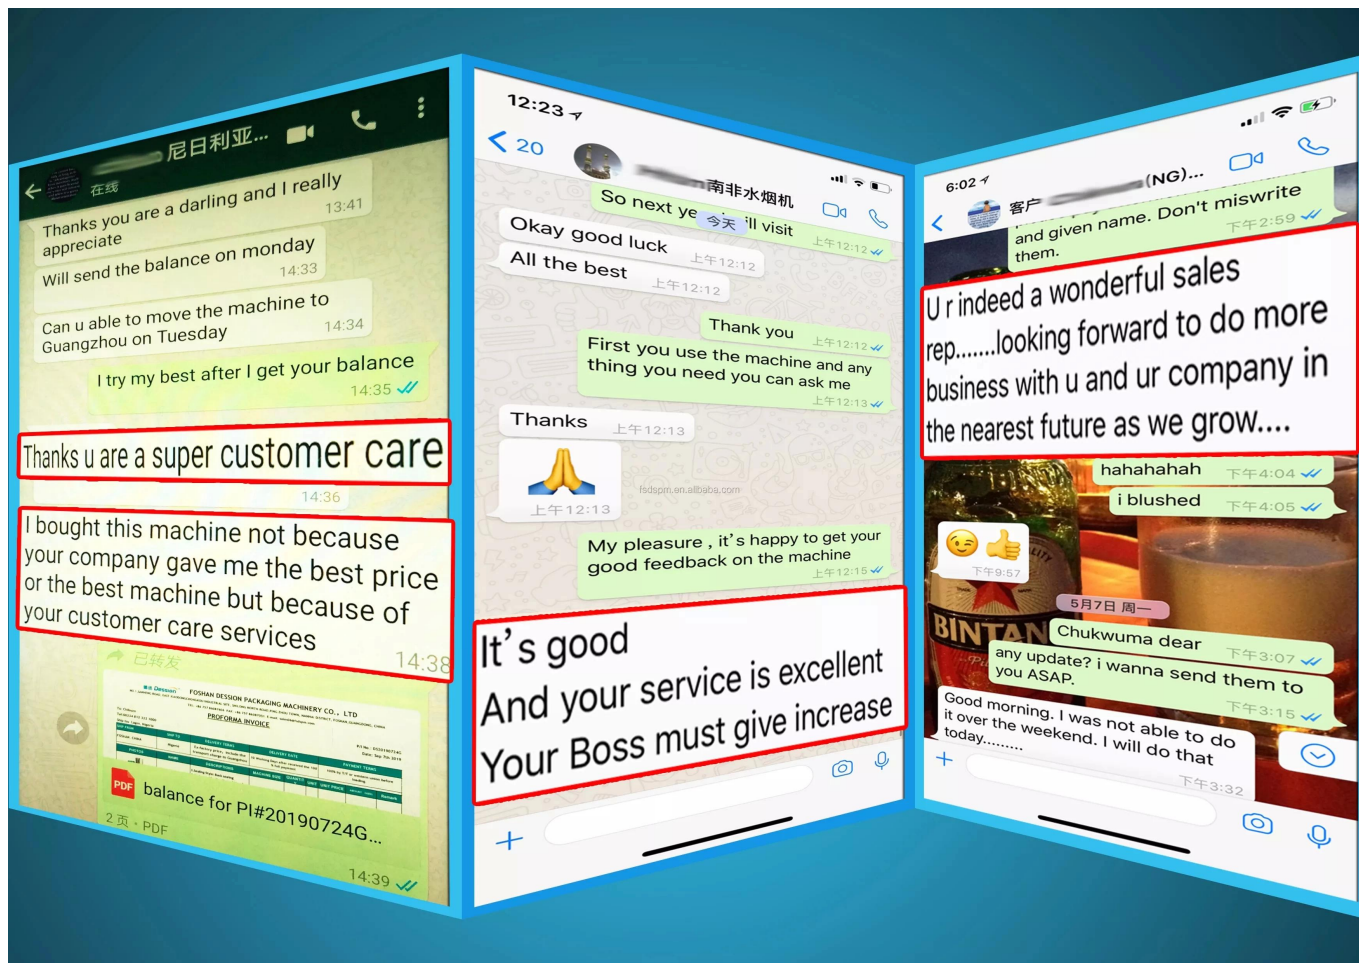 尼日利亚...
在线
Thanks you are a darling and I really
appreciate
13:41
Will send the balance on monday
14:33
Can u able to move the machine to
Guangzhou on Tuesday
14:34
I try my best after I get your balance
14:35
Thanks u are a super customer care
14:36
I bought this machine not because
your company gave me the best price
or the best machine but because of
your customer care services
14:38
已转发
Dession
FOSHAN DESSION PACKAGING MACHINERY CO., LTD
PROFORMA INVOICE
PDF
balance for PI#20190724G...
2 页 · PDF
14:39
12:23
20
南非水烟机
So next ye ill visit
今天
上午12:12
Okay good luck
上午12:12
All the best
上午12:12
Thank you
上午12:12
First you use the machine and any
thing you need you can ask me
上午12:13
Thanks
上午12:13
上午12:13
fsdspm.en.alibaba.com
My pleasure , it's happy to get your
good feedback on the machine
上午12:15
It's good
And your service is excellent
Your Boss must give increase
6:02
客户
(NG)...
and given name. Don't miswrite
them.
下午2:59
U r indeed a wonderful sales
rep.......looking forward to do more
business with u and ur company in
the nearest future as we grow....
hahahahah
下午4:04
i blushed
下午4:05
下午9:57
BINTAN
5月7日 周一
Chukwuma dear
下午3:07
any update? i wanna send them to
you ASAP.
下午3:15
Good morning. I was not able to do
it over the weekend. I will do that
today.........
下午3:32